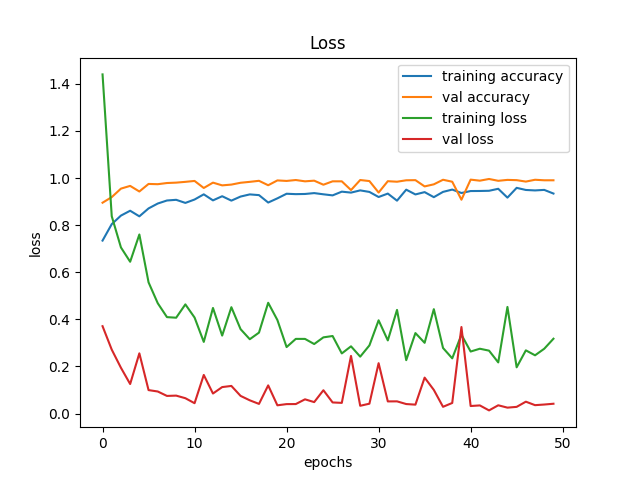 Loss
training accuracy
val accuracy
training loss
val loss
1.4
1.2
1.0
0.8
0.6
0.4
0.2
0.0
loss
0 10 20 30 40 50
epochs